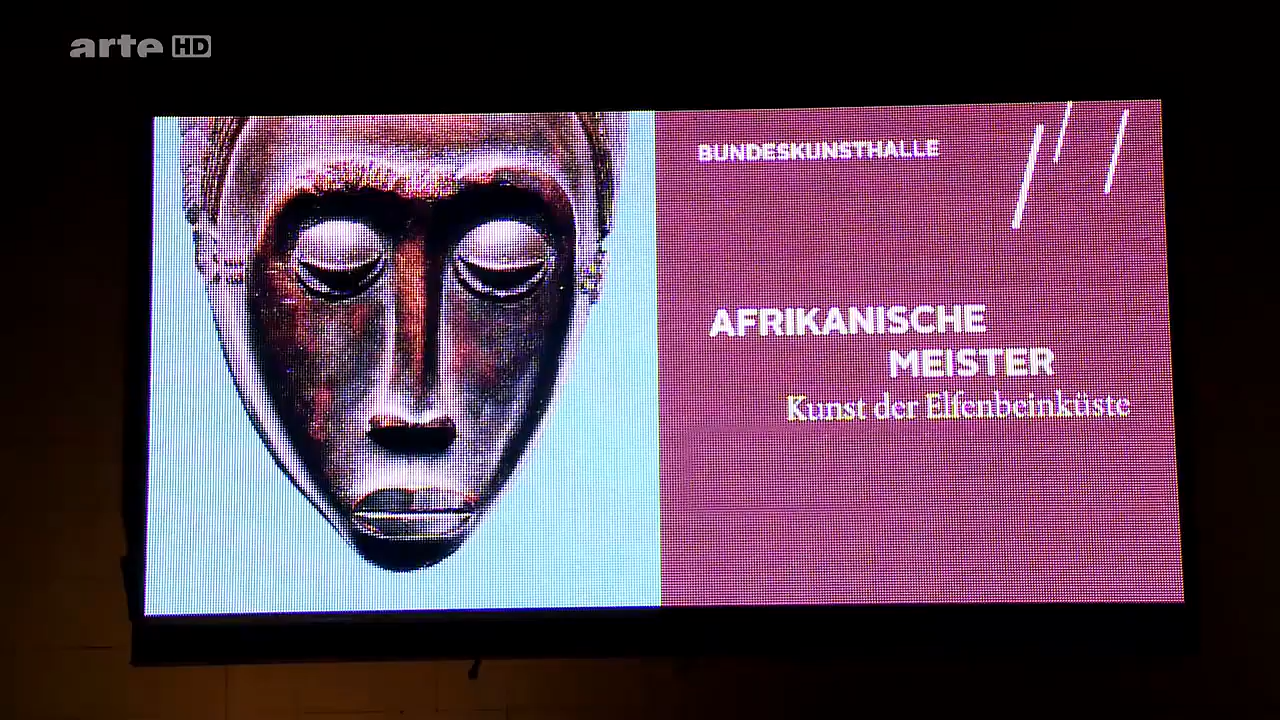 arte HD
BUNDESKUNSTHALLE
AFRIKANISCHE
MEISTER
Kunst der Elfenbeinküste